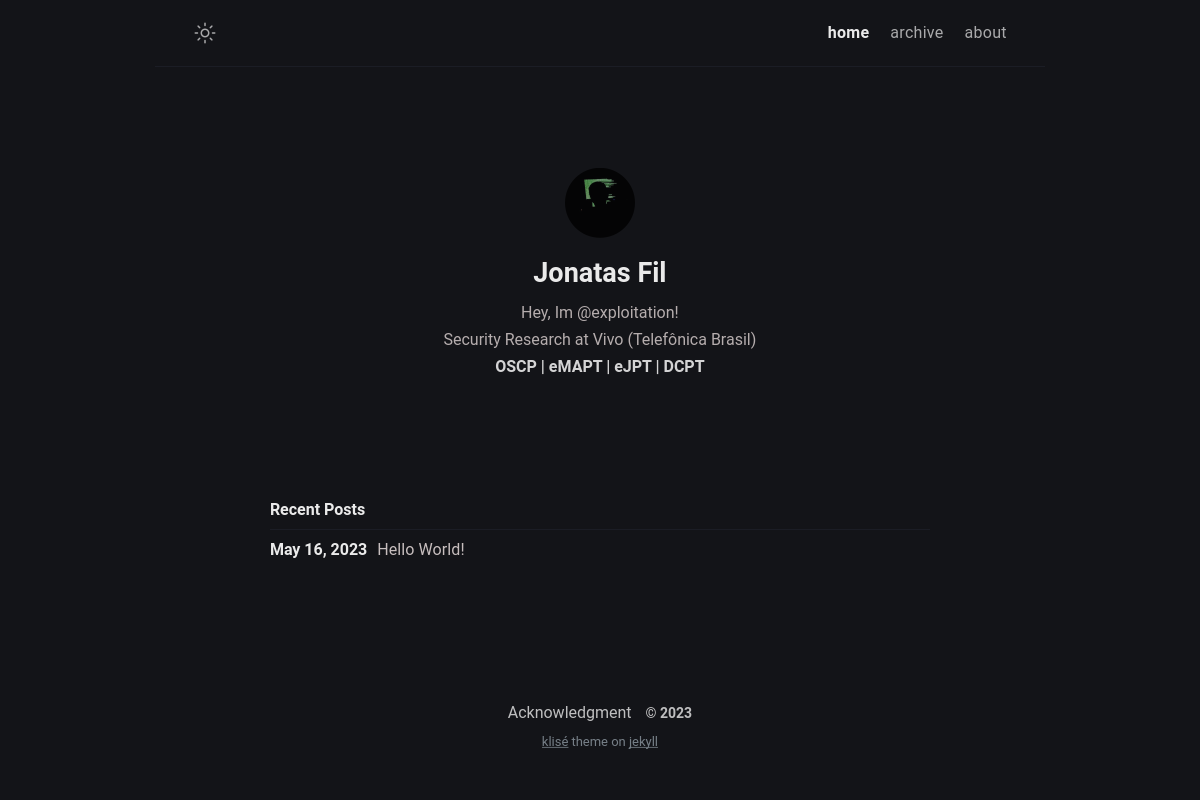 home archive about
Jonatas Fil
Hey, Im @exploitation!
Security Research at Vivo (Telefônica Brasil)
OSCP | eMAPT | eJPT | DCPT
Recent Posts
May 16, 2023 Hello World!
Acknowledgment © 2023
klisé theme on jekyll